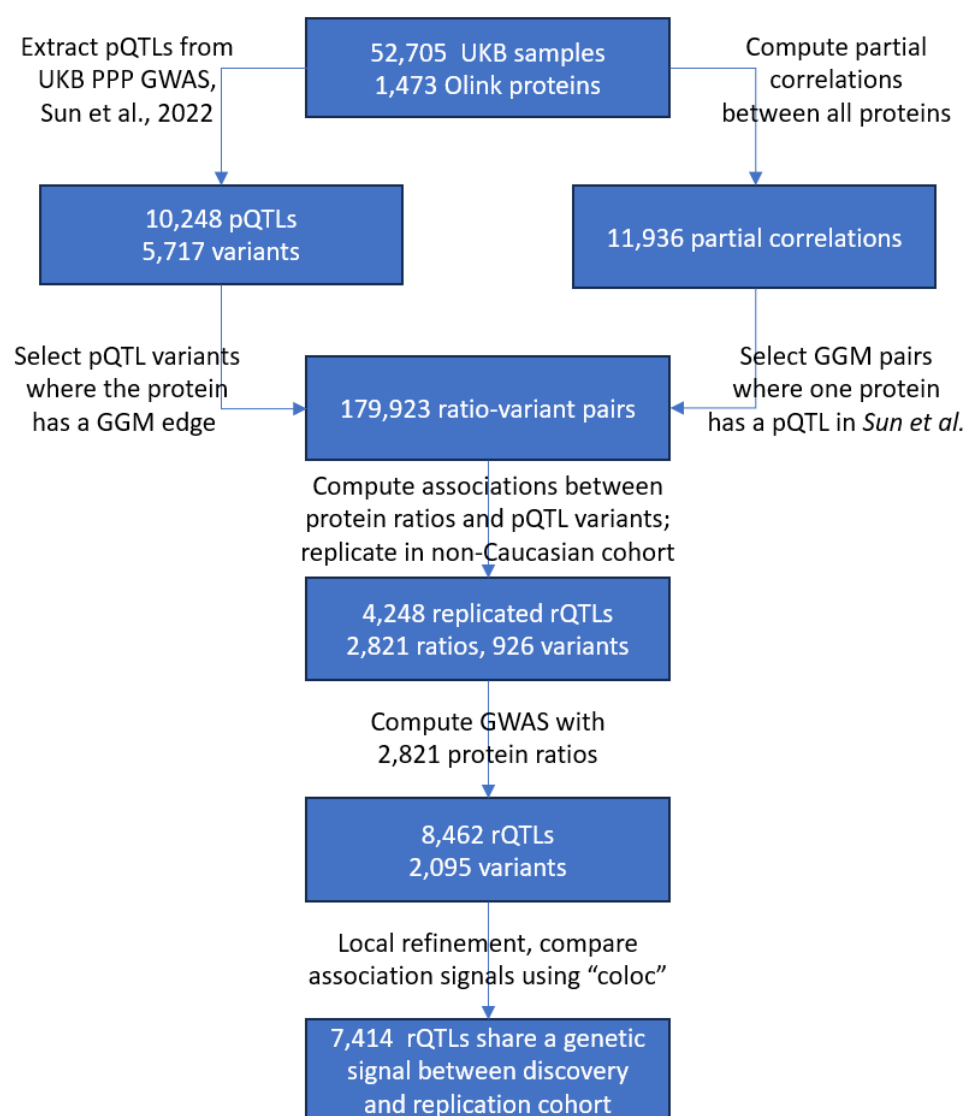 Extract pQTLs from
UKB PPP GWAS,
Sun et al., 2022
52,705  UKB samples
1,473 Olink proteins
Compute partial
correlations
between all proteins
10,248 pQTLs
5,717 variants
11,936 partial correlations
Select pQTL variants
where the protein
has a GGM edge
179,923 ratio-variant pairs
Select GGM pairs
where one protein
has a pQTL in Sun et al.
Compute associations between
protein ratios and pQTL variants;
replicate in non-Caucasian cohort
4,248 replicated rQTLs
2,821 ratios, 926 variants
Compute GWAS with
2,821 protein ratios
8,462 rQTLs
2,095 variants
Local refinement, compare
association signals using “coloc”
7,414  rQTLs share a genetic
signal between discovery
and replication cohort